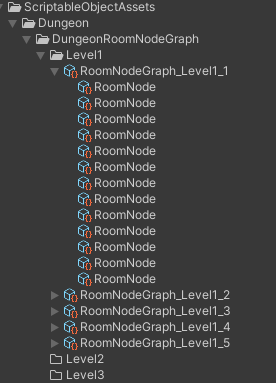 ScriptableObjectAssets
Dungeon
DungeonRoomNodeGraph
Level1
RoomNodeGraph_Level1_1
RoomNode
RoomNode
RoomNode
RoomNode
RoomNode
RoomNode
RoomNode
RoomNode
RoomNode
RoomNode
RoomNode
RoomNode
RoomNode
RoomNodeGraph_Level1_2
RoomNodeGraph_Level1_3
RoomNodeGraph_Level1_4
RoomNodeGraph_Level1_5
Level2
Level3